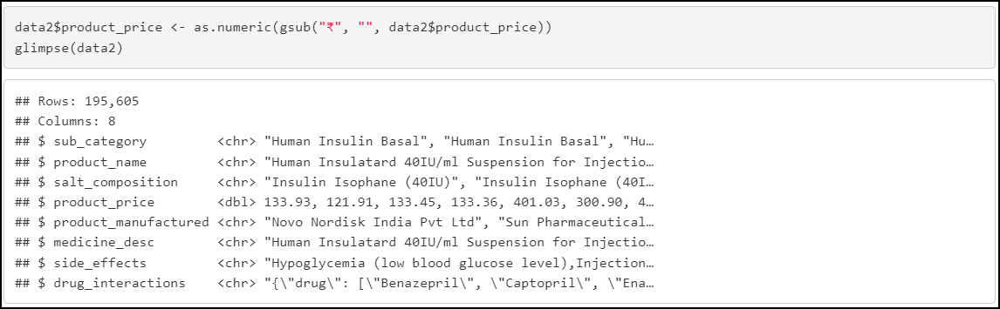 data2$product_price <- as.numeric(gsub("₹", "", data2$product_price))
glimpse(data2)
## Rows: 195,605
## Columns: 8
## $ sub_category         <chr> "Human Insulin Basal", "Human Insulin Basal", "Hu…
## $ product_name         <chr> "Human Insulatard 40IU/ml Suspension for Injectio…
## $ salt_composition     <chr> "Insulin Isophane (40IU)", "Insulin Isophane (40I…
## $ product_price        <dbl> 133.93, 121.91, 133.45, 133.36, 401.03, 300.90, 4…
## $ product_manufactured <chr> "Novo Nordisk India Pvt Ltd", "Sun Pharmaceutical…
## $ medicine_desc        <chr> "Human Insulatard 40IU/ml Suspension for Injectio…
## $ side_effects         <chr> "Hypoglycemia (low blood glucose level),Injection…
## $ drug_interactions    <chr> "{\"drug\": [\"Benazepril\", \"Captopril\", \"Ena…